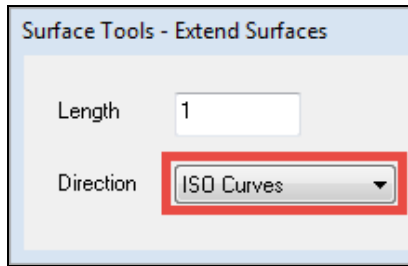 Surface Tools - Extend Surfaces
Length 1
Direction ISO Curves